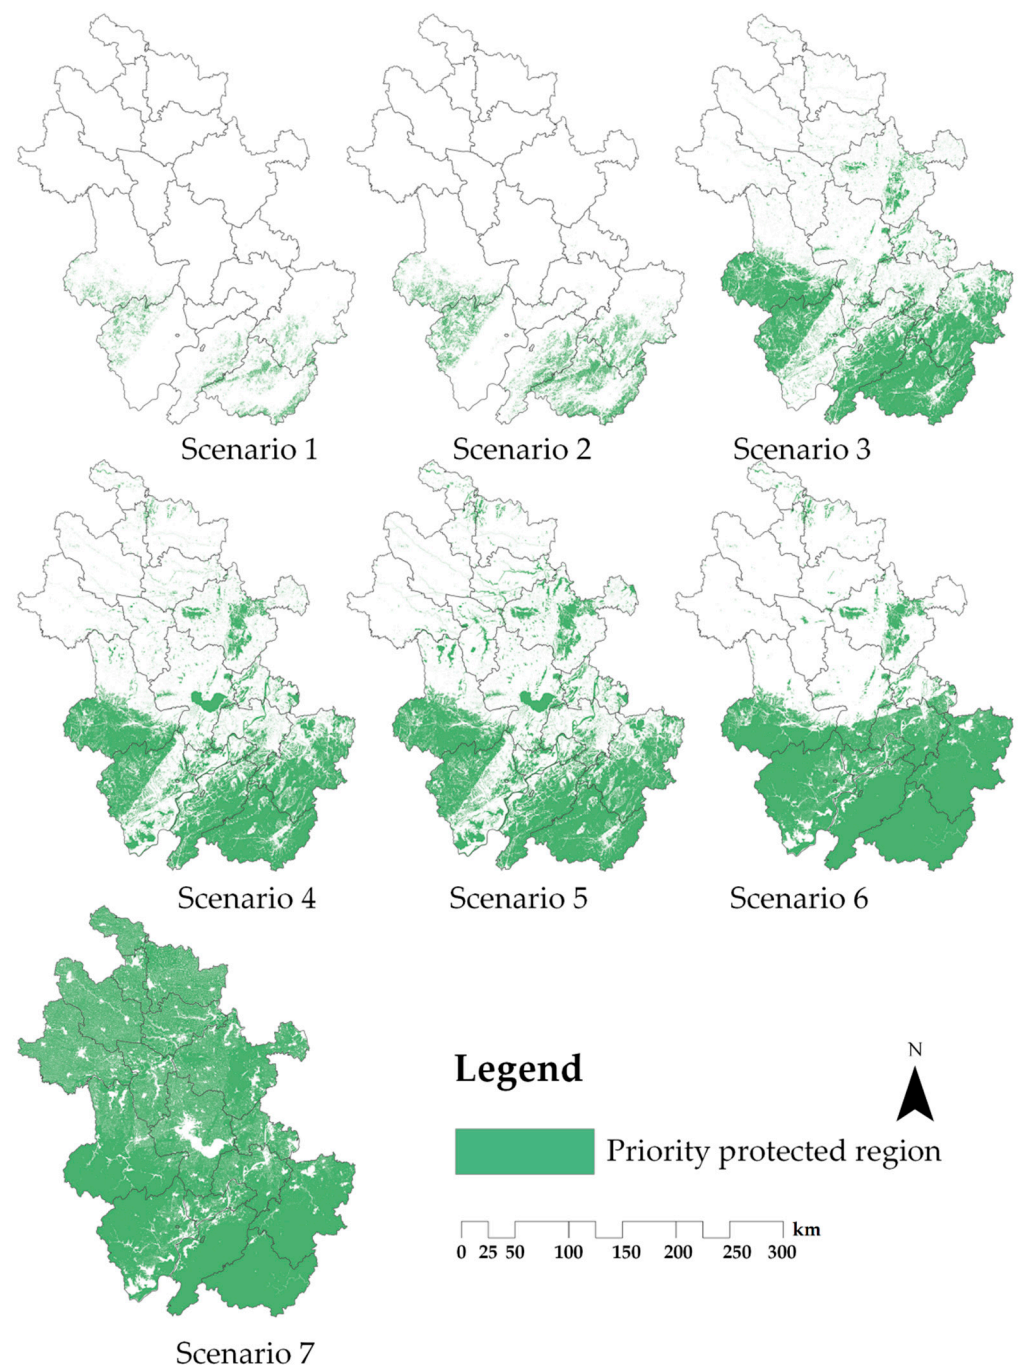 Scenario 1
Scenario 2
Scenario 3
Scenario 4
Scenario 5
Scenario 6
Scenario 7
Legend
N
Priority protected region
km
0 25 50 100 150 200 250 300